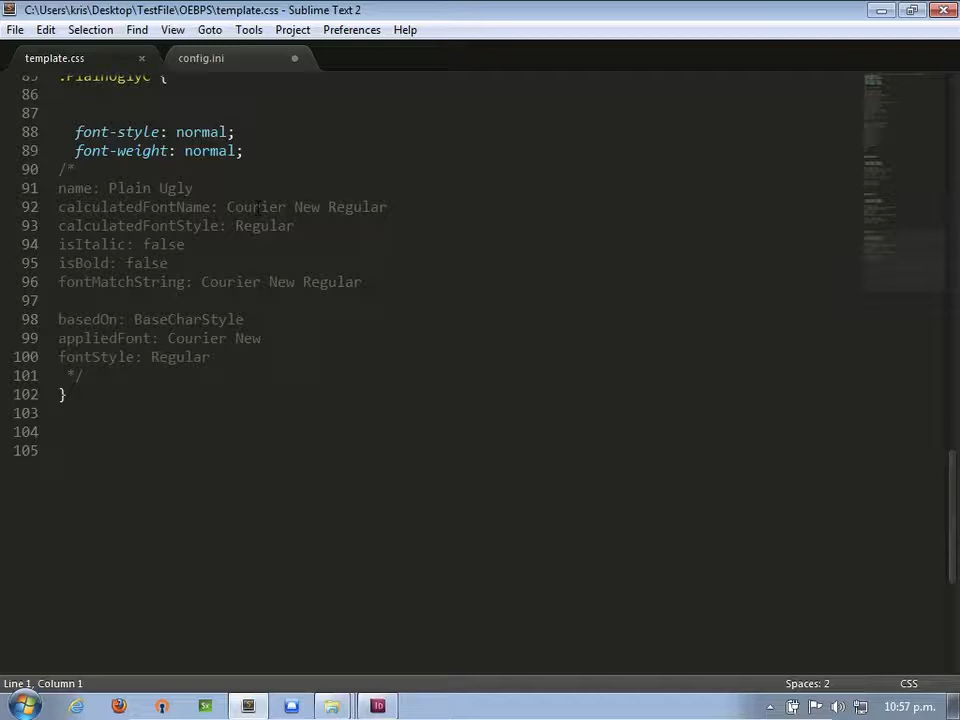 C:\Users\kris\Desktop\TestFile\OEBPS\template.css - Sublime Text 2
File Edit Selection Find View Goto Tools Project Preferences Help
template.css × config.ini
85 .PlainUglyC {
86
87
88 font-style: normal;
89 font-weight: normal;
90 /*
91 name: Plain Ugly
92 calculatedFontName: Courier New Regular
93 calculatedFontStyle: Regular
94 isItalic: false
95 isBold: false
96 fontMatchString: Courier New Regular
97
98 basedOn: BaseCharStyle
99 appliedFont: Courier New
100 fontStyle: Regular
101 */
102 }
103
104
105
Line 1, Column 1 Spaces: 2 CSS
Sx Id 10:57 p.m.